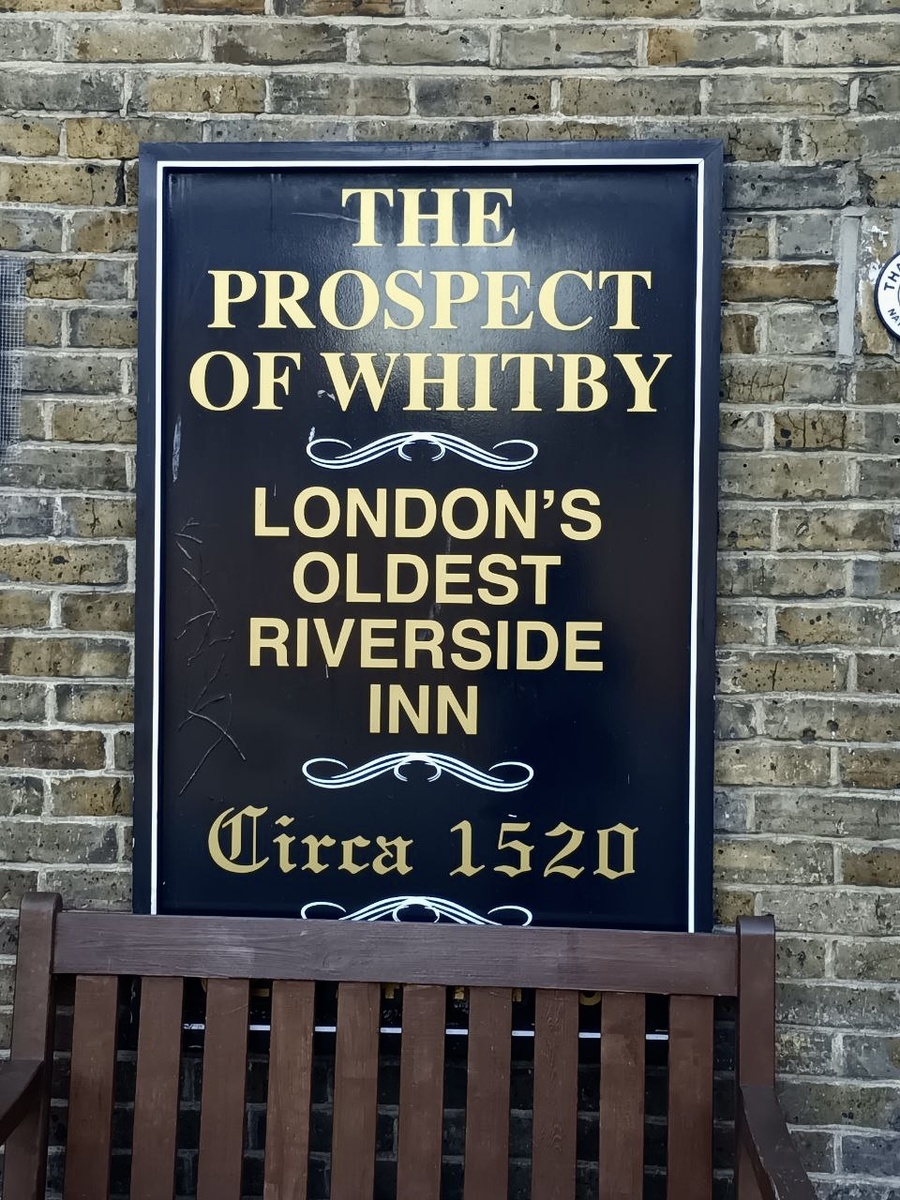 THE
PROSPECT
OF WHITBY
LONDON'S
OLDEST
RIVERSIDE
INN
Circa 1520